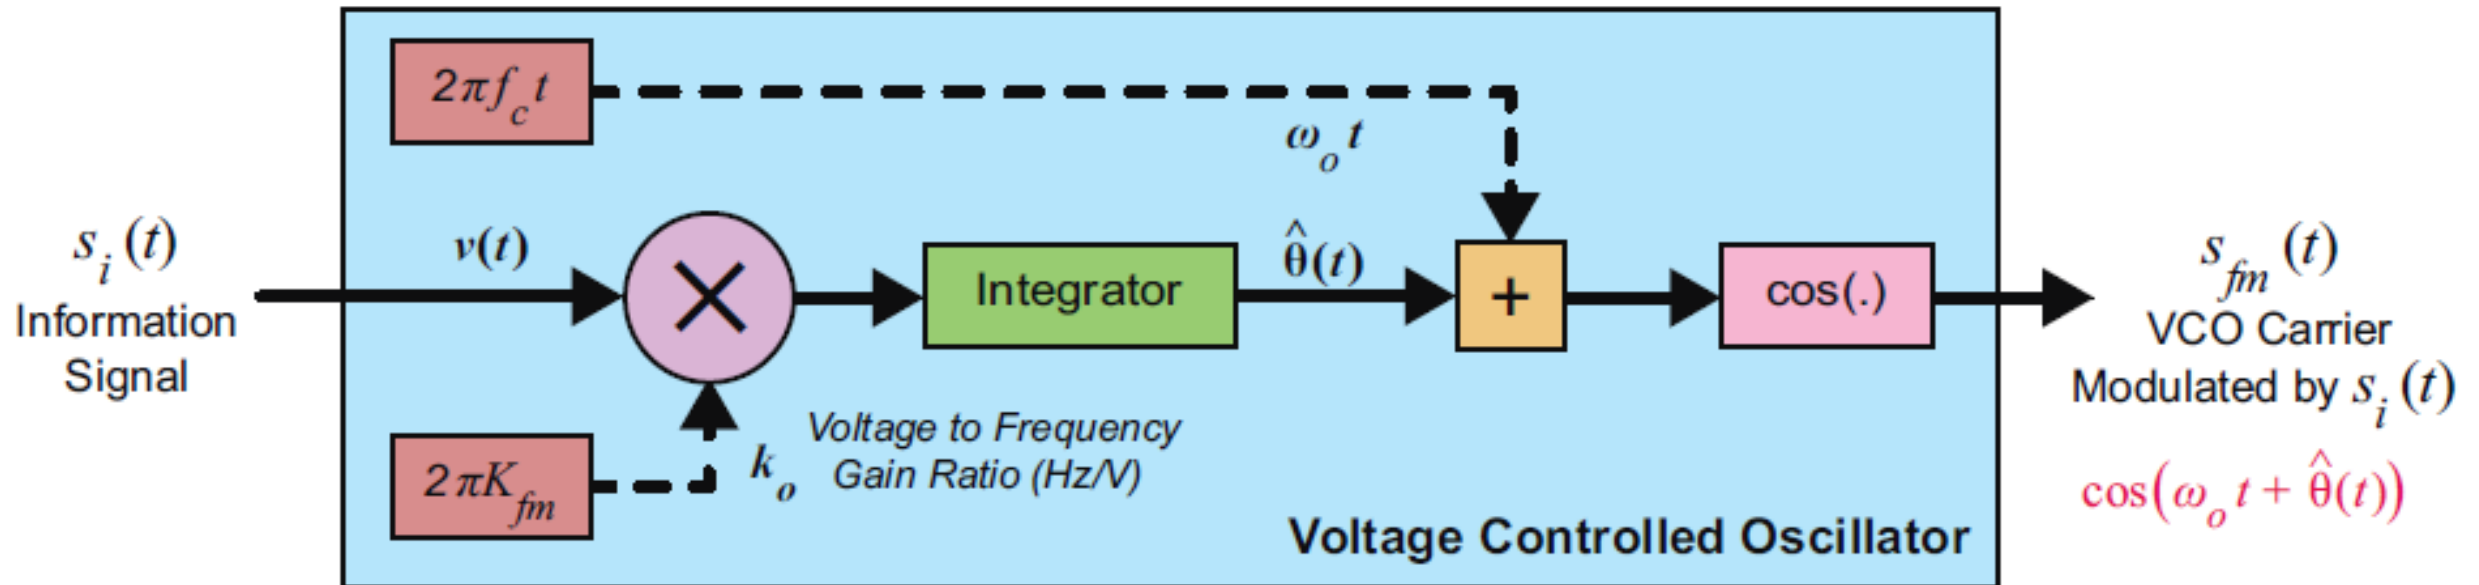 2πf_c t
ω_o t
s_i(t)
Information
Signal
v(t)
×
Integrator
θ̂(t)
+
cos(.)
s_fm(t)
VCO Carrier
Modulated by s_i(t)
cos(ω_o t + θ̂(t))
2πK_fm
k_o
Voltage to Frequency
Gain Ratio (Hz/V)
Voltage Controlled Oscillator